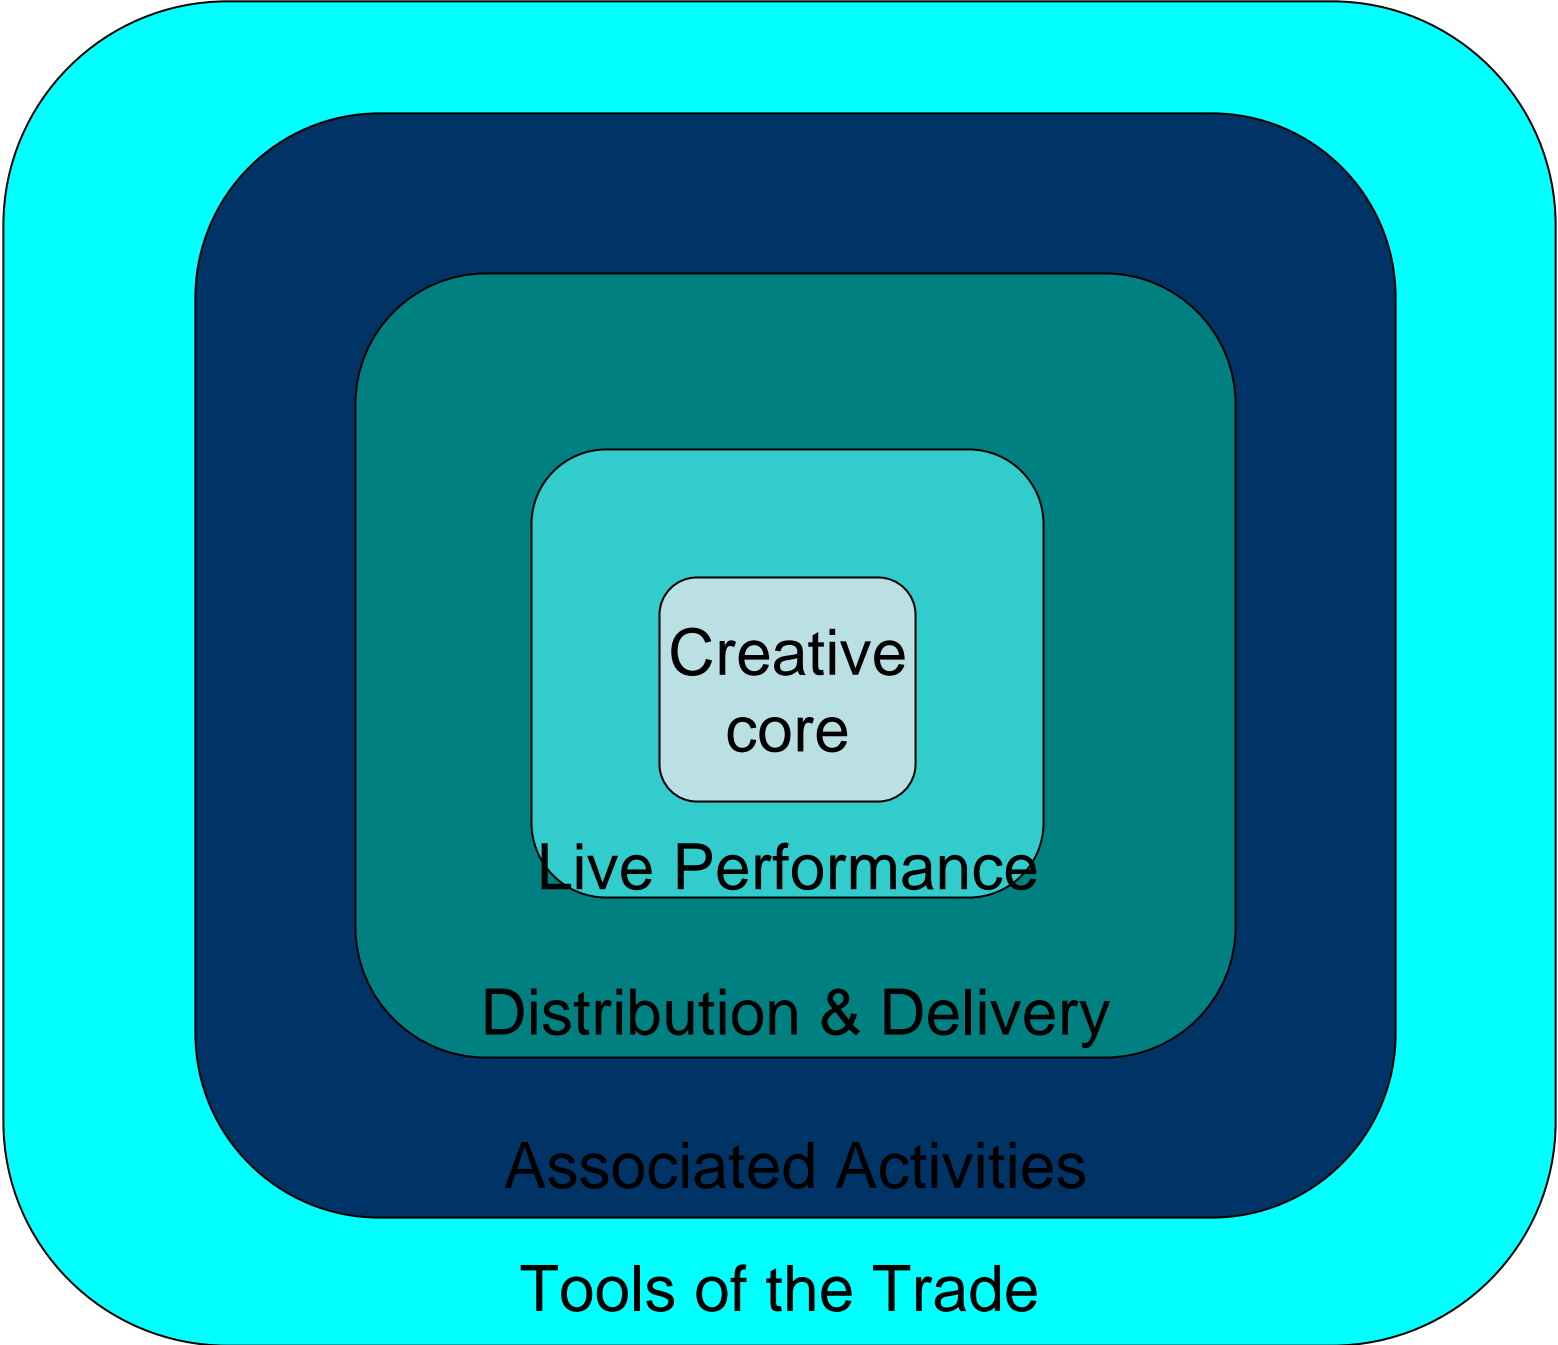 Creative
core
Live Performance
Distribution & Delivery
Associated Activities
Tools of the Trade